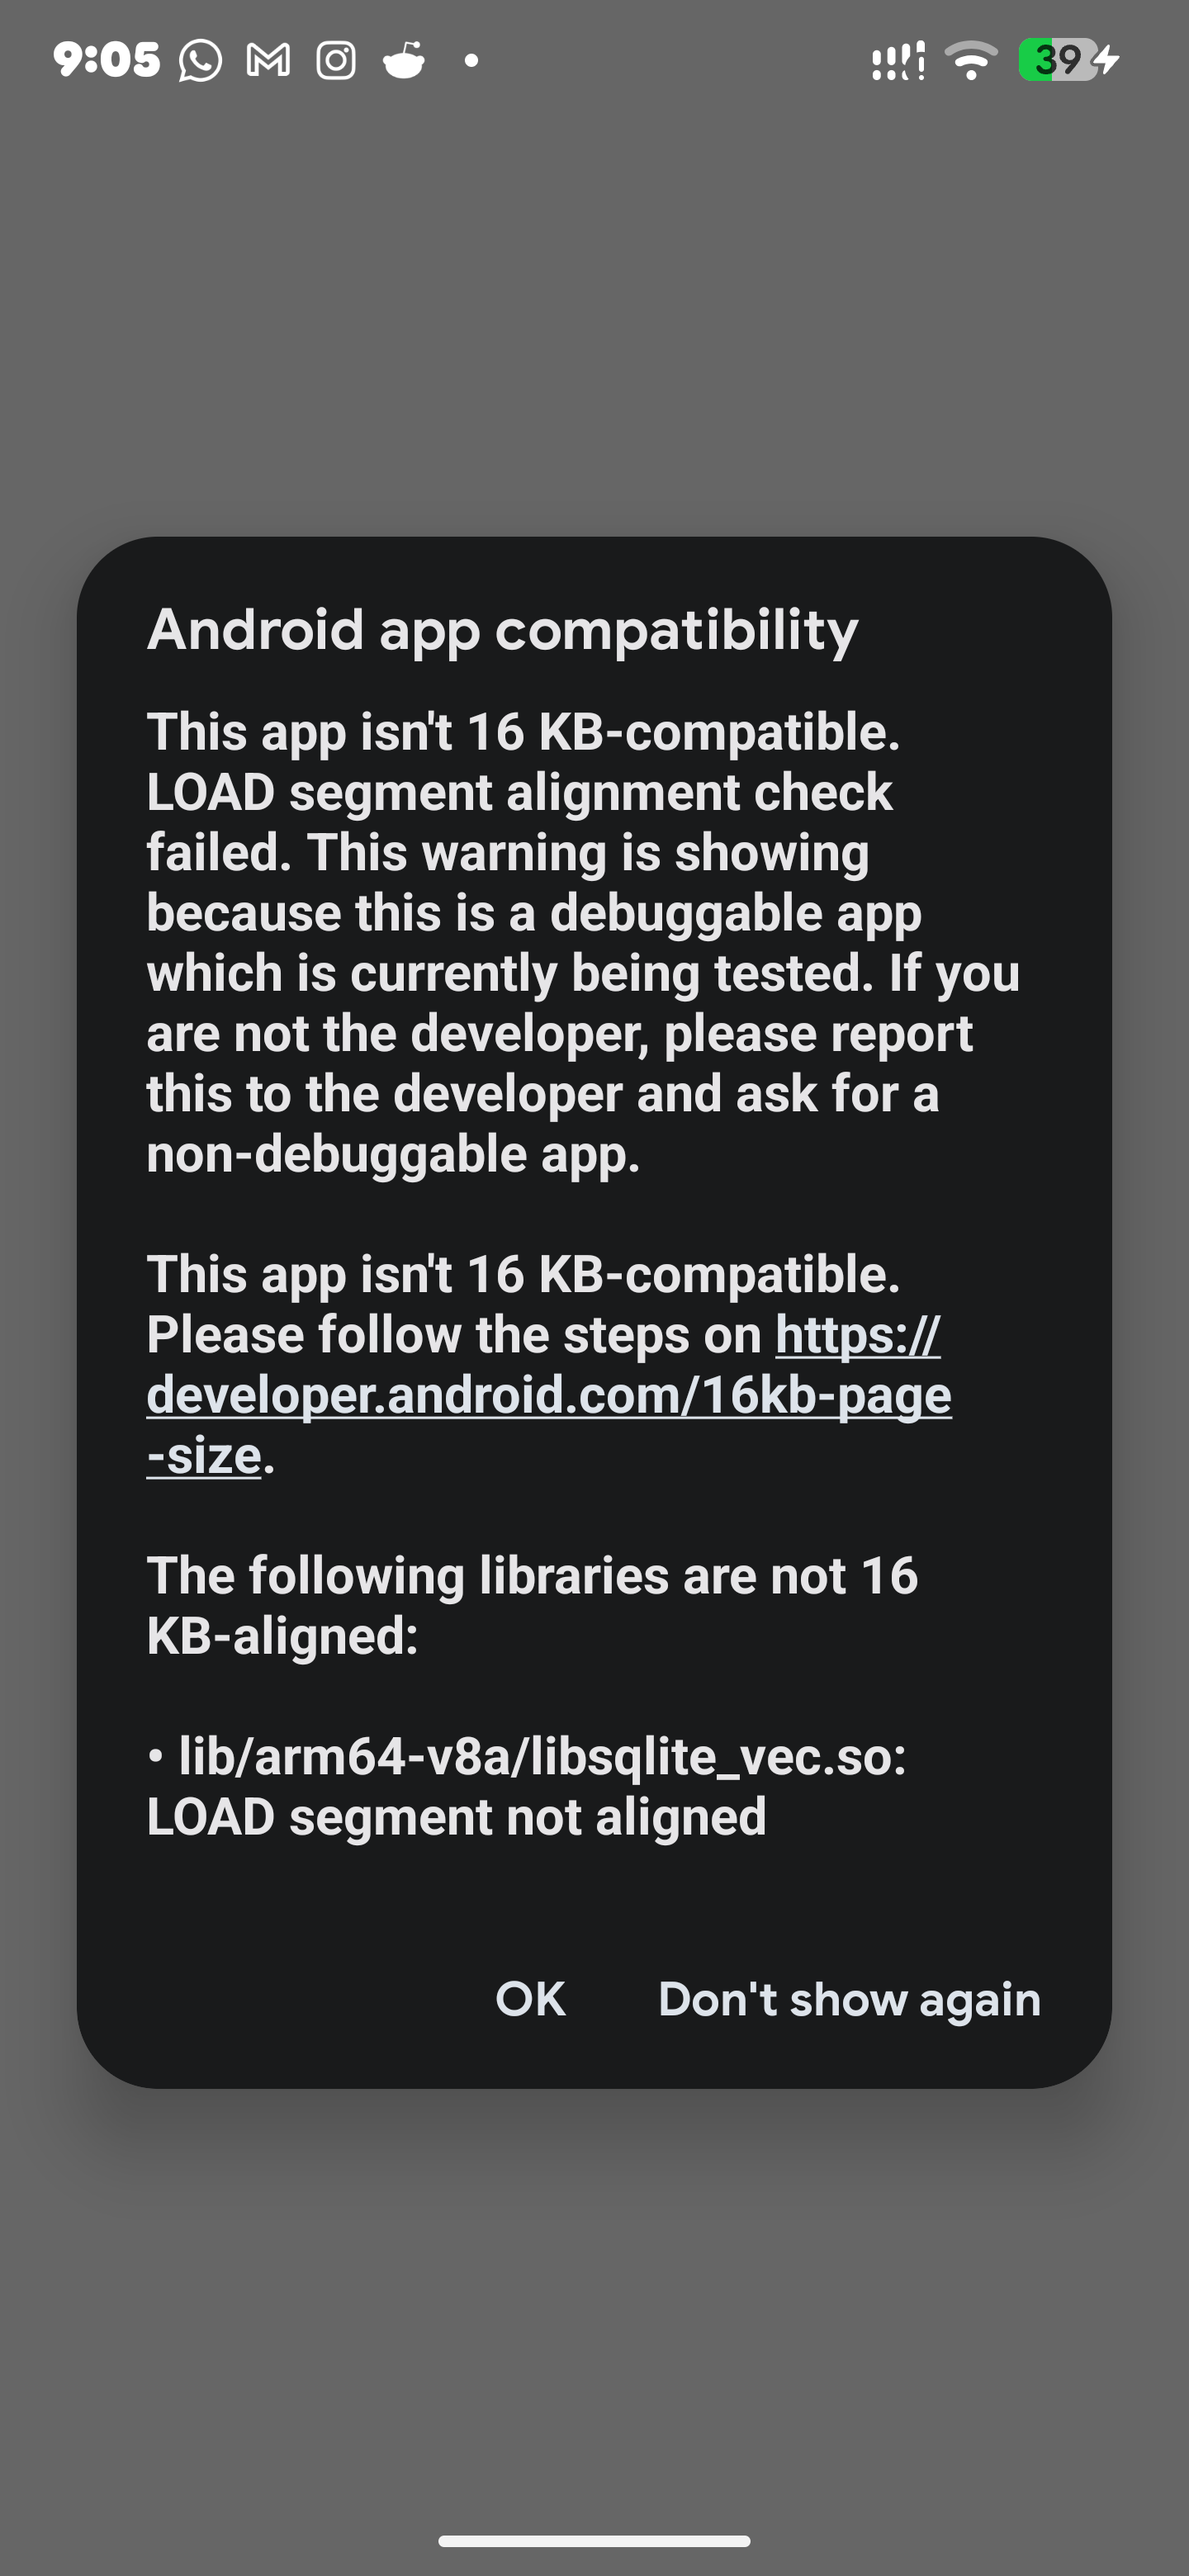 9:05
39
Android app compatibility
This app isn't 16 KB-compatible.
LOAD segment alignment check
failed. This warning is showing
because this is a debuggable app
which is currently being tested. If you
are not the developer, please report
this to the developer and ask for a
non-debuggable app.
This app isn't 16 KB-compatible.
Please follow the steps on https://
developer.android.com/16kb-page
-size.
The following libraries are not 16
KB-aligned:
• lib/arm64-v8a/libsqlite_vec.so:
LOAD segment not aligned
OK Don't show again